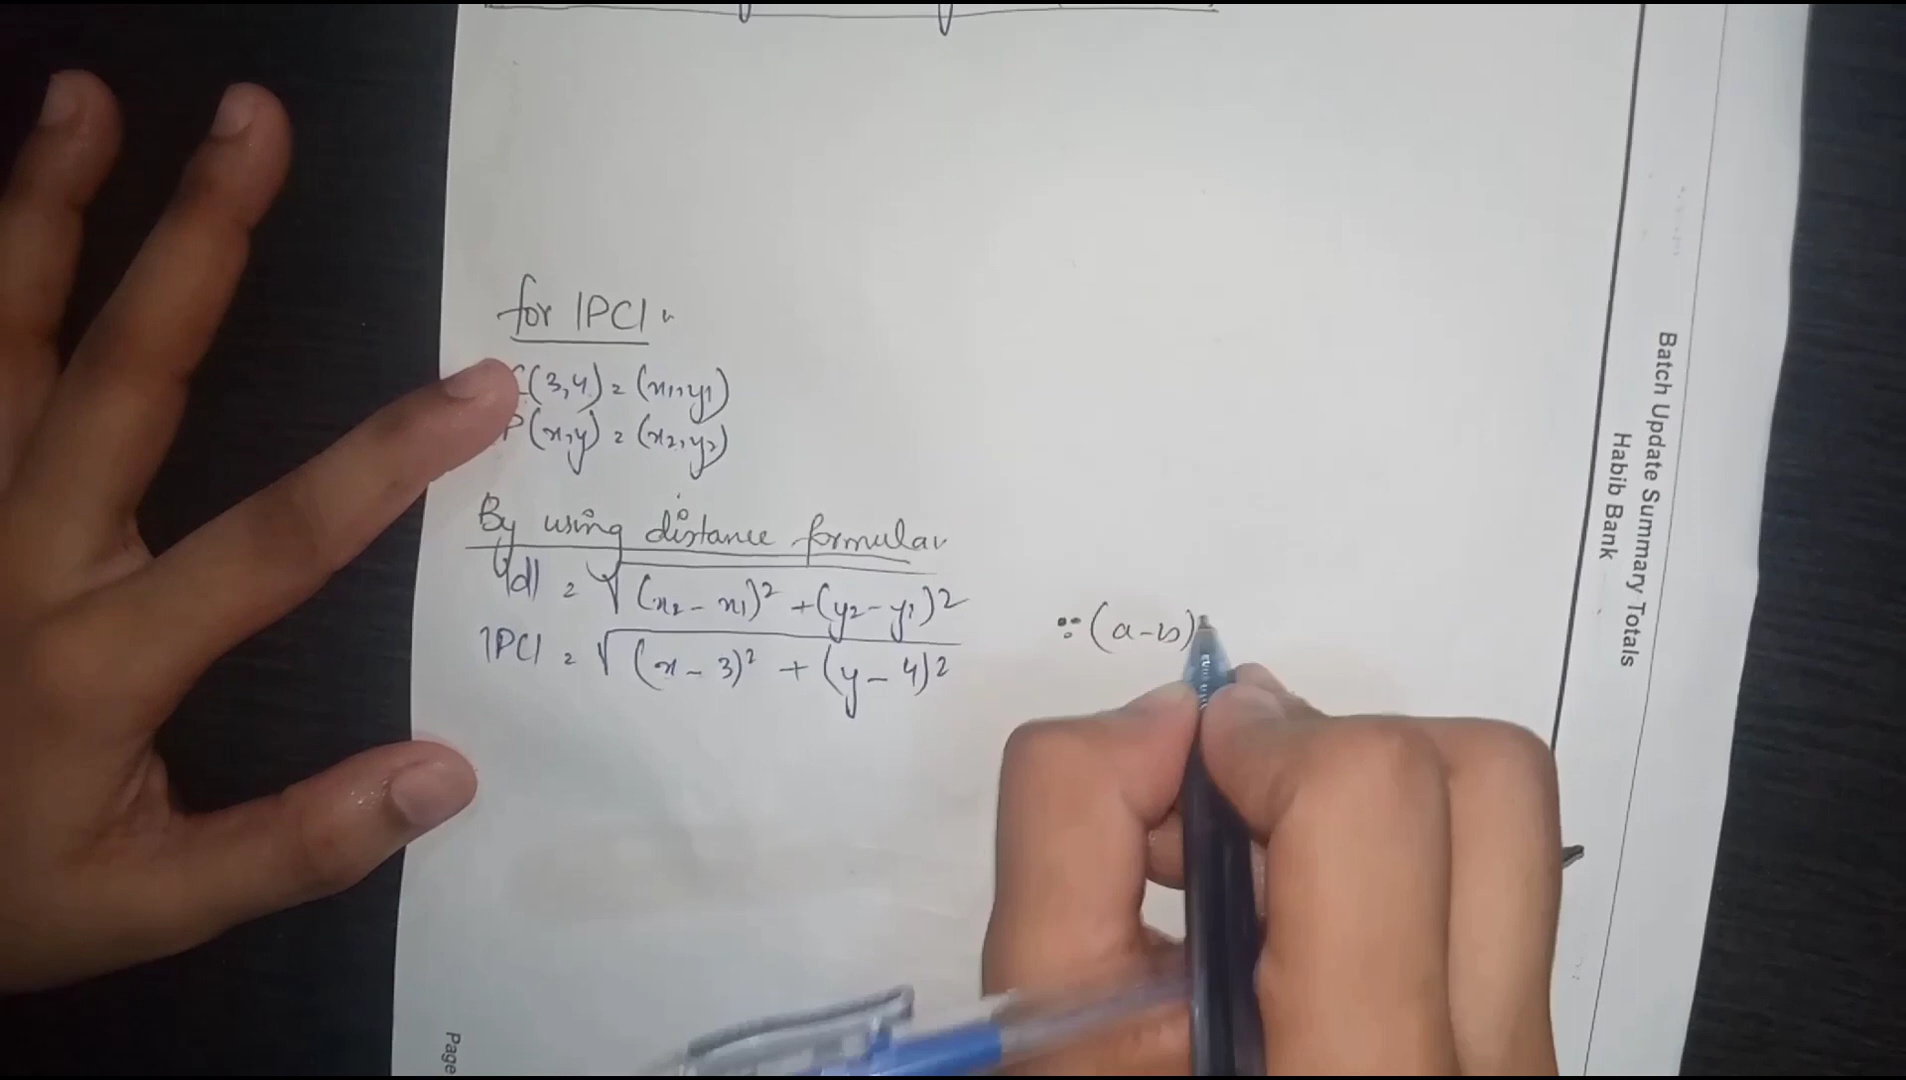 for |PC|
C(3,4) = (x1,y1)
P(x,y) = (x2,y2)
By using distance formula
|d| = √(x2 - x1)² + (y2 - y1)²
|PC| = √(x - 3)² + (y - 4)²
∵ (a-b)
Batch Update Summary Totals
Habib Bank
Page